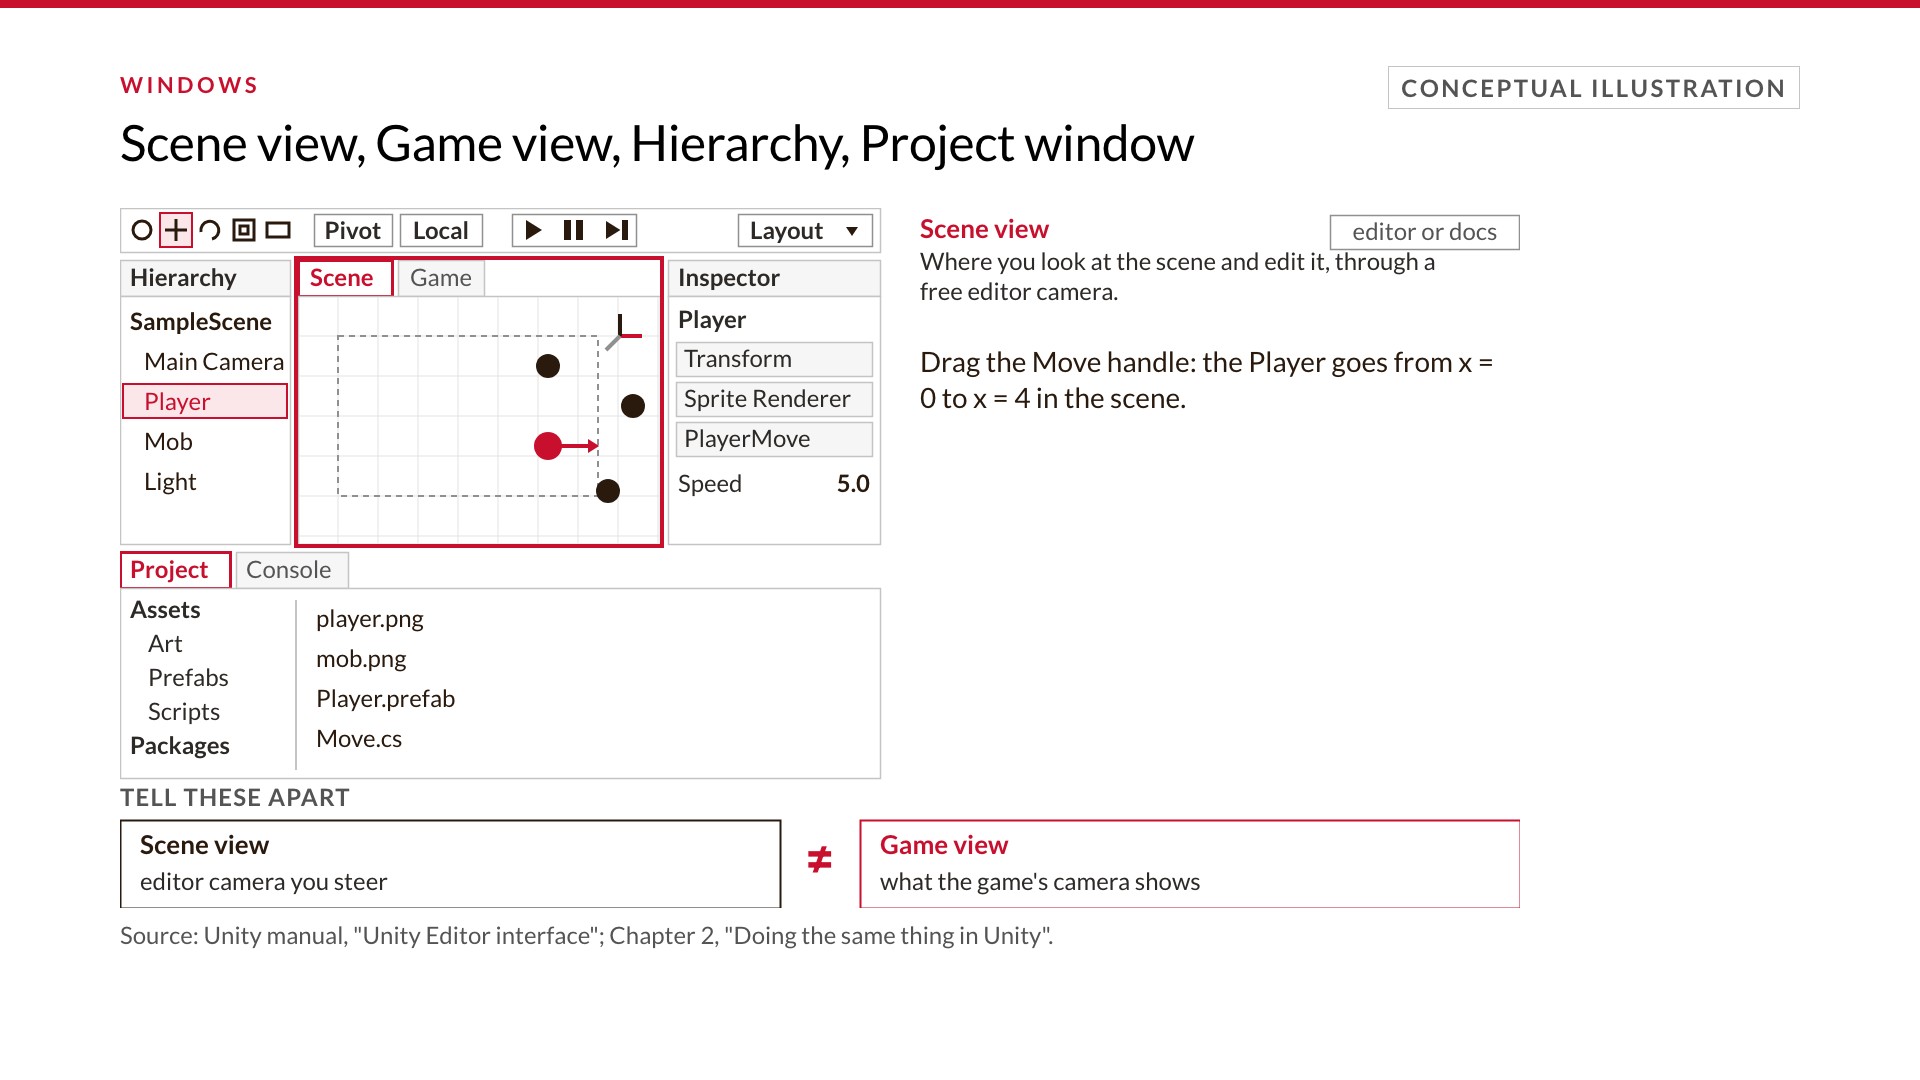 WINDOWS
CONCEPTUAL ILLUSTRATION
Scene view, Game view, Hierarchy, Project window
Pivot
Local
Layout
Hierarchy
SampleScene
Main Camera
Player
Mob
Light
Scene
Game
Inspector
Player
Transform
Sprite Renderer
PlayerMove
Speed 5.0
Scene view
editor or docs
Where you look at the scene and edit it, through a
free editor camera.
Drag the Move handle: the Player goes from x =
0 to x = 4 in the scene.
Project
Console
Assets
Art
Prefabs
Scripts
Packages
player.png
mob.png
Player.prefab
Move.cs
TELL THESE APART
Scene view
editor camera you steer
≠
Game view
what the game's camera shows
Source: Unity manual, "Unity Editor interface"; Chapter 2, "Doing the same thing in Unity".